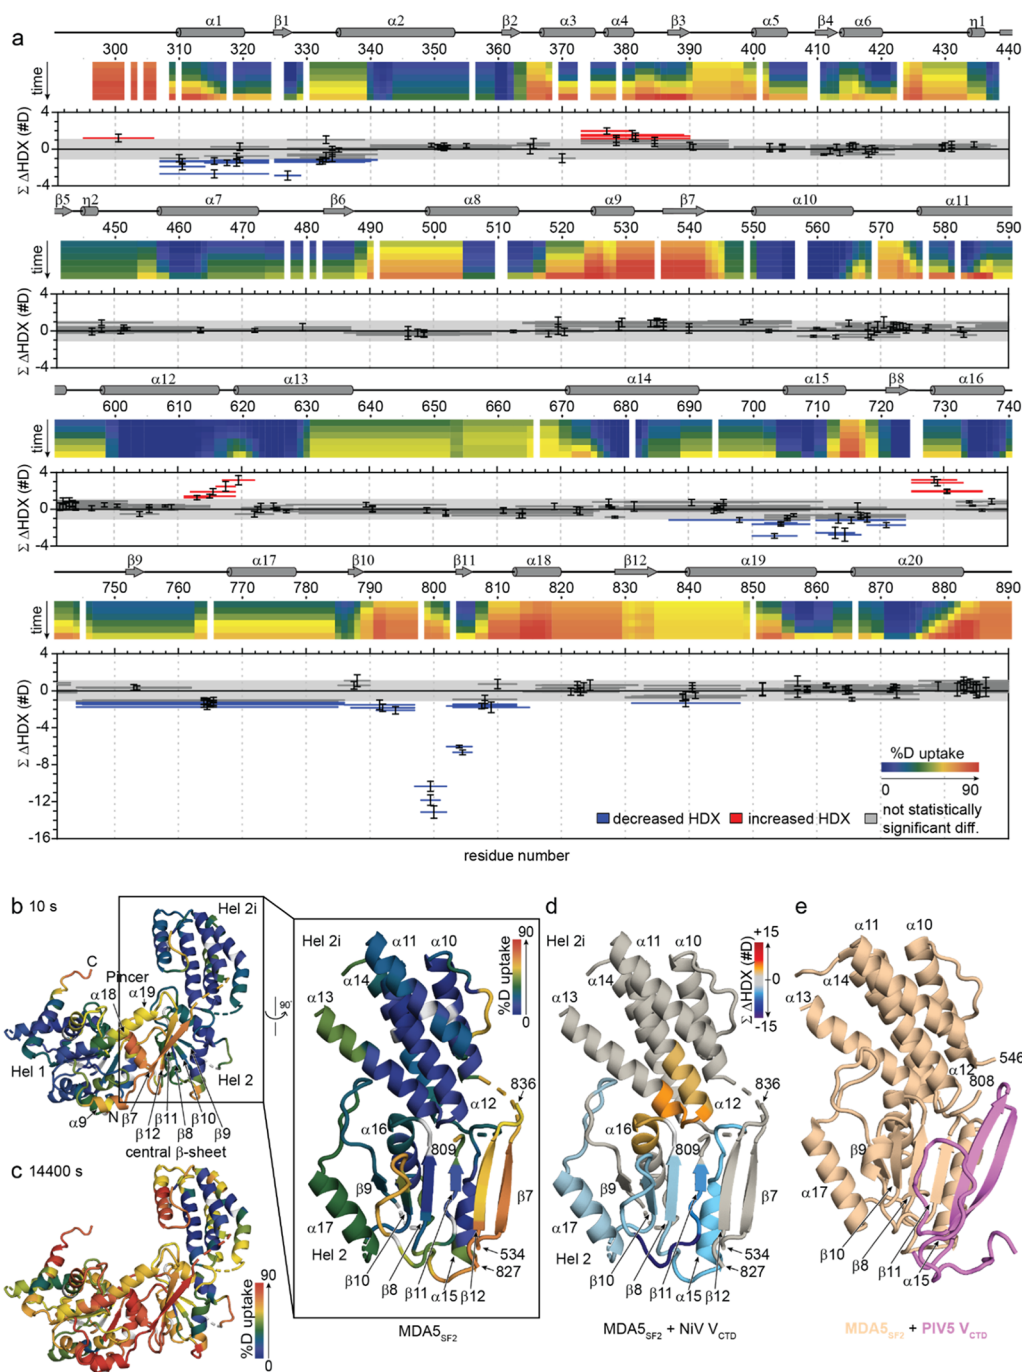 a
α1 β1 α2 β2 α3 α4 β3 α5 β4 α6 η1
300 310 320 330 340 350 360 370 380 390 400 410 420 430 440
time
4
0
-4
Σ ΔHDX (#D)
β5 η2 α7 β6 α8 α9 β7 α10 α11
450 460 470 480 490 500 510 520 530 540 550 560 570 580 590
time
4
0
-4
Σ ΔHDX (#D)
α12 α13 α14 α15 β8 α16
600 610 620 630 640 650 660 670 680 690 700 710 720 730 740
time
4
0
-4
Σ ΔHDX (#D)
β9 α17 β10 β11 α18 β12 α19 α20
750 760 770 780 790 800 810 820 830 840 850 860 870 880 890
time
4
0
-4
-8
-12
-16
Σ ΔHDX (#D)
%D uptake
0 90
decreased HDX increased HDX not statistically
significant diff.
residue number
b 10 s
Hel 2i
C
Pincer
α18 α19
Hel 1
Hel 2
α9
N β7
β12
β11
β8
β10
β9
central β-sheet
90°
c 14400 s
90
%D uptake
0
Hel 2i
α11
α10
α14
α13
90
%D uptake
0
836
α12
α16
809
β9
β7
α17
Hel 2
534
827
β10
β8
β11 α15 β12
MDA5SF2
d
Hel 2i
α11
α10
α14
α13
+15
0
-15
Σ ΔHDX (#D)
836
α12
α16
809
β9
β7
α17
Hel 2
534
827
β10
β8
β11 α15 β12
MDA5SF2 + NiV VCTD
e
α11
α10
α14
α13
546
α12
808
β9
α17
β10
β8
β11
α15
MDA5SF2 + PIV5 VCTD